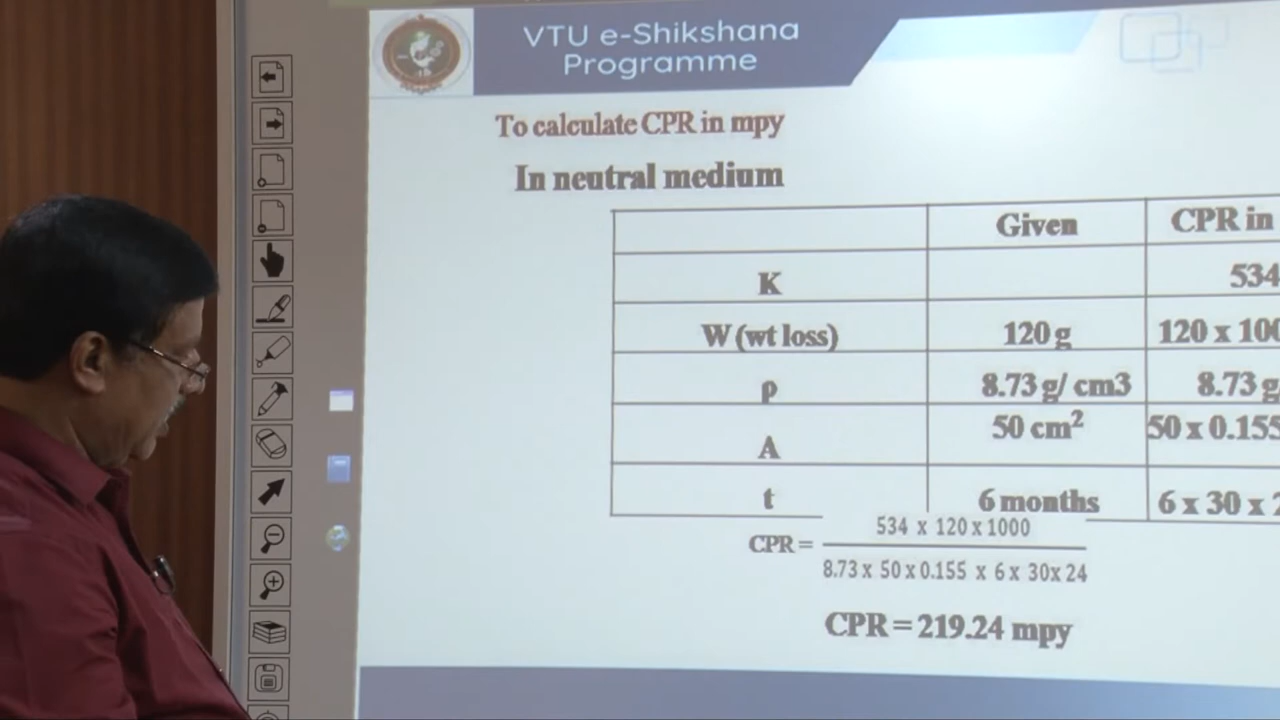 VTU e-Shikshana
Programme
To calculate CPR in mpy
In neutral medium
Given CPR in
K 534
W (wt loss) 120 g 120 x 100
ρ 8.73 g/ cm3 8.73 g/
A 50 cm² 50 x 0.155
t 6 months 6 x 30 x 2
CPR = 534 x 120 x 1000
8.73 x 50 x 0.155 x 6 x 30x 24
CPR = 219.24 mpy